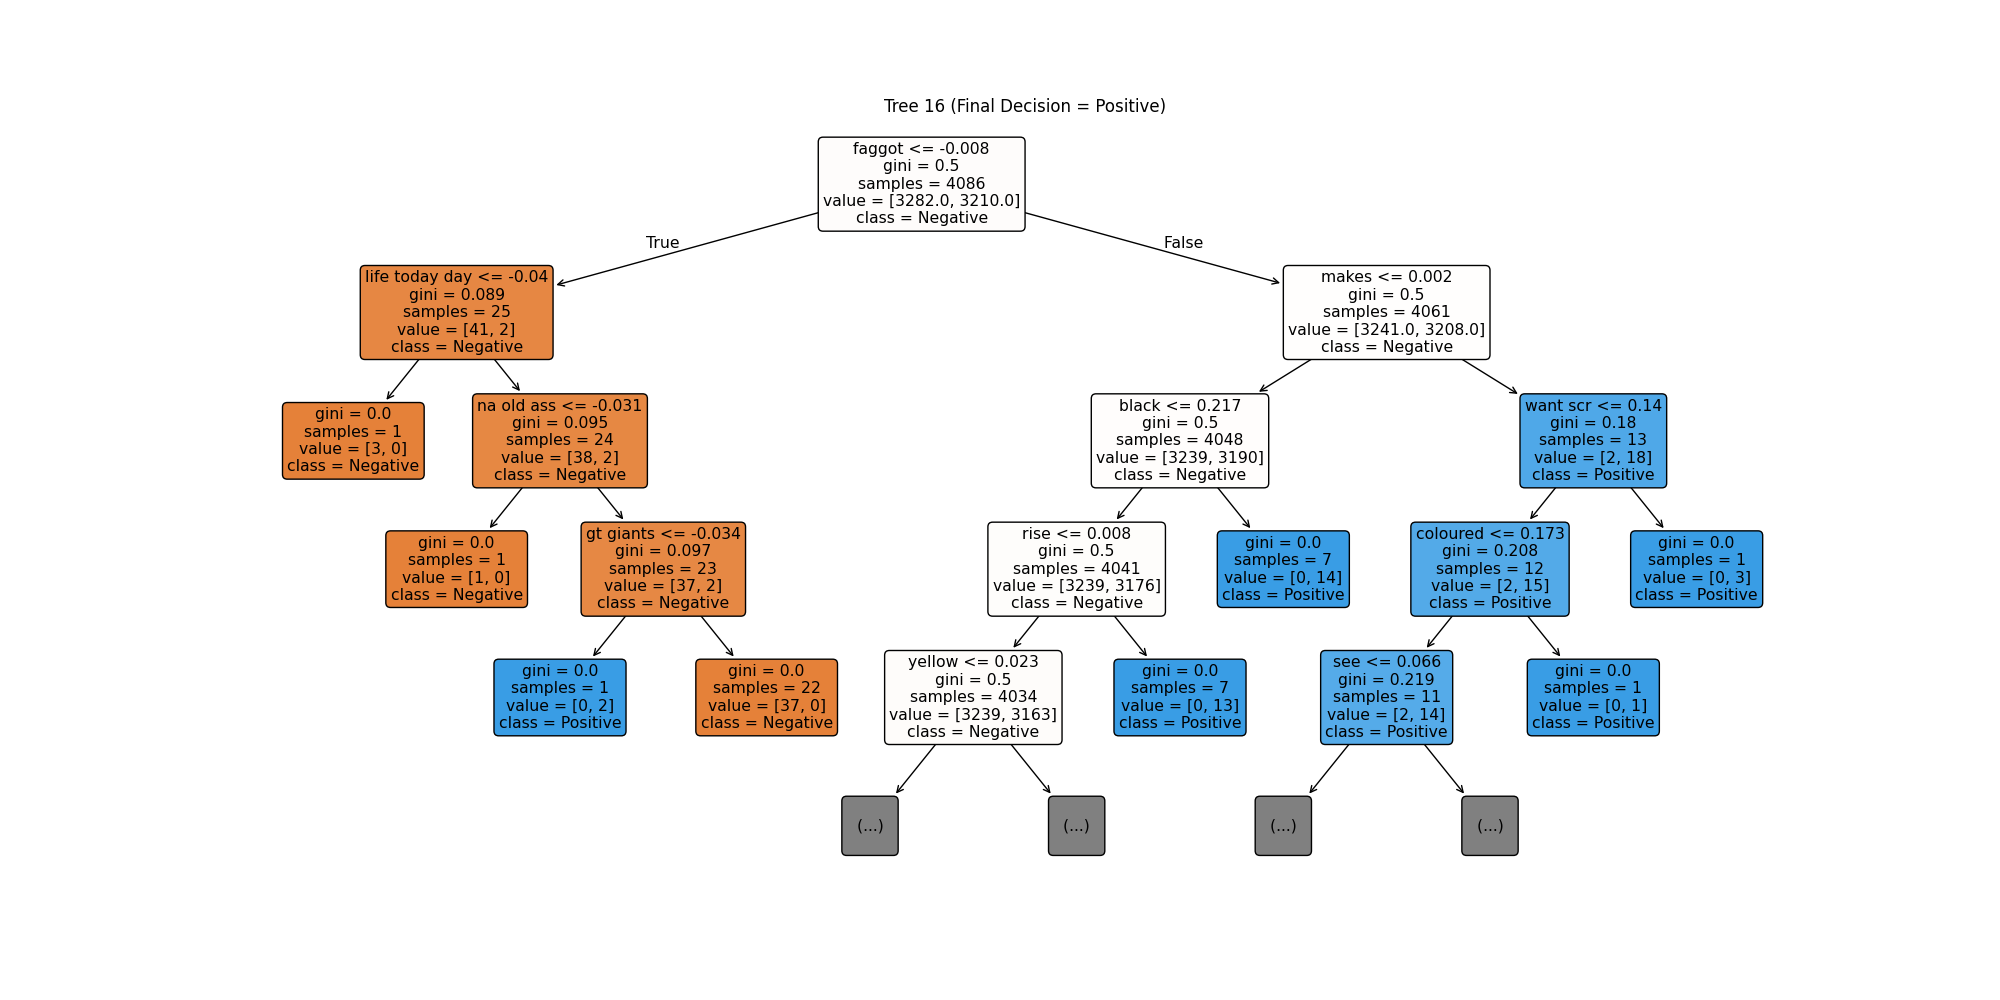 Tree 16 (Final Decision = Positive)
faggot <= -0.008
gini = 0.5
samples = 4086
value = [3282.0, 3210.0]
class = Negative
True
False
life today day <= -0.04
gini = 0.089
samples = 25
value = [41, 2]
class = Negative
makes <= 0.002
gini = 0.5
samples = 4061
value = [3241.0, 3208.0]
class = Negative
gini = 0.0
samples = 1
value = [3, 0]
class = Negative
na old ass <= -0.031
gini = 0.095
samples = 24
value = [38, 2]
class = Negative
black <= 0.217
gini = 0.5
samples = 4048
value = [3239, 3190]
class = Negative
want scr <= 0.14
gini = 0.18
samples = 13
value = [2, 18]
class = Positive
gini = 0.0
samples = 1
value = [1, 0]
class = Negative
gt giants <= -0.034
gini = 0.097
samples = 23
value = [37, 2]
class = Negative
rise <= 0.008
gini = 0.5
samples = 4041
value = [3239, 3176]
class = Negative
gini = 0.0
samples = 7
value = [0, 14]
class = Positive
coloured <= 0.173
gini = 0.208
samples = 12
value = [2, 15]
class = Positive
gini = 0.0
samples = 1
value = [0, 3]
class = Positive
gini = 0.0
samples = 1
value = [0, 2]
class = Positive
gini = 0.0
samples = 22
value = [37, 0]
class = Negative
yellow <= 0.023
gini = 0.5
samples = 4034
value = [3239, 3163]
class = Negative
gini = 0.0
samples = 7
value = [0, 13]
class = Positive
see <= 0.066
gini = 0.219
samples = 11
value = [2, 14]
class = Positive
gini = 0.0
samples = 1
value = [0, 1]
class = Positive
(...)
(...)
(...)
(...)